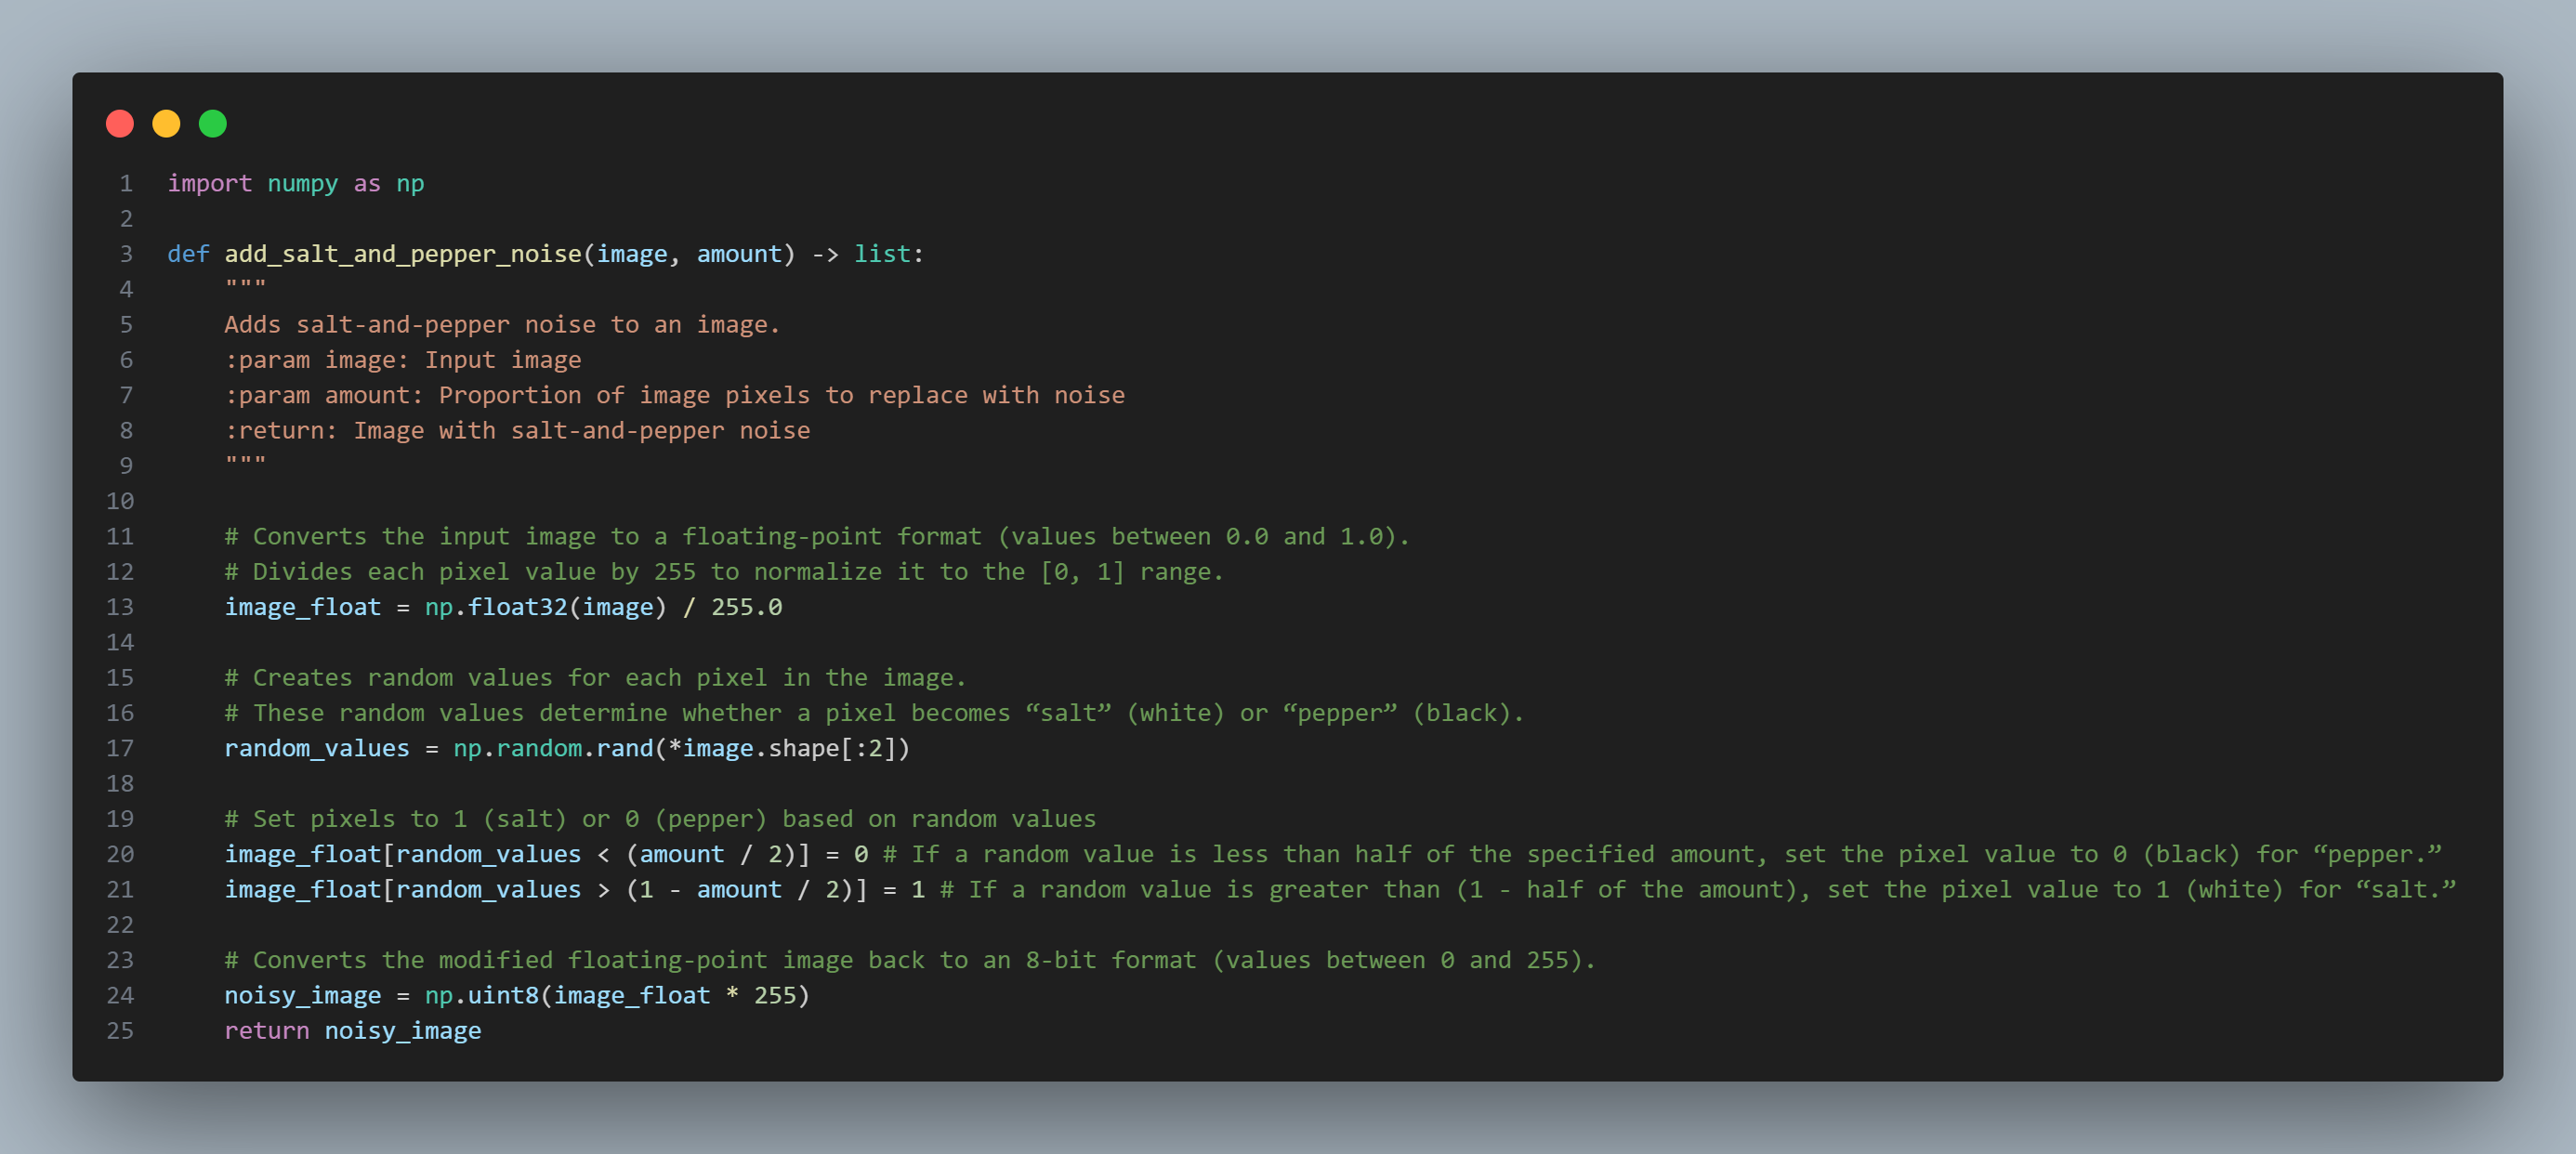 1 import numpy as np
2
3 def add_salt_and_pepper_noise(image, amount) -> list:
4     """
5     Adds salt-and-pepper noise to an image.
6     :param image: Input image
7     :param amount: Proportion of image pixels to replace with noise
8     :return: Image with salt-and-pepper noise
9     """
10
11     # Converts the input image to a floating-point format (values between 0.0 and 1.0).
12     # Divides each pixel value by 255 to normalize it to the [0, 1] range.
13     image_float = np.float32(image) / 255.0
14
15     # Creates random values for each pixel in the image.
16     # These random values determine whether a pixel becomes “salt” (white) or “pepper” (black).
17     random_values = np.random.rand(*image.shape[:2])
18
19     # Set pixels to 1 (salt) or 0 (pepper) based on random values
20     image_float[random_values < (amount / 2)] = 0 # If a random value is less than half of the specified amount, set the pixel value to 0 (black) for “pepper.”
21     image_float[random_values > (1 - amount / 2)] = 1 # If a random value is greater than (1 - half of the amount), set the pixel value to 1 (white) for “salt.”
22
23     # Converts the modified floating-point image back to an 8-bit format (values between 0 and 255).
24     noisy_image = np.uint8(image_float * 255)
25     return noisy_image